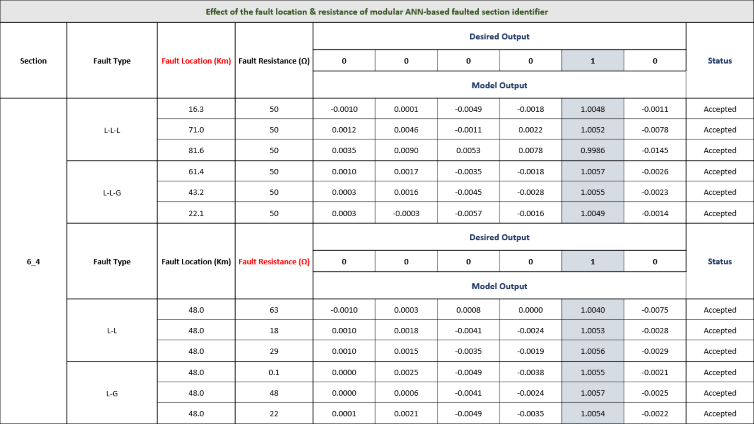 Effect of the fault location & resistance of modular ANN-based faulted section identifier
Section Fault Type Fault Location (Km) Fault Resistance (Ω) Desired Output Status
0 0 0 0 1 0
Model Output
6_4
L-L-L
16.3 50 -0.0010 0.0001 -0.0049 -0.0018 1.0048 -0.0011 Accepted
71.0 50 0.0012 0.0046 -0.0011 0.0022 1.0052 -0.0078 Accepted
81.6 50 0.0035 0.0090 0.0053 0.0078 0.9986 -0.0145 Accepted
L-L-G
61.4 50 0.0010 0.0017 -0.0035 -0.0018 1.0057 -0.0026 Accepted
43.2 50 0.0003 0.0016 -0.0045 -0.0028 1.0055 -0.0023 Accepted
22.1 50 0.0003 -0.0003 -0.0057 -0.0016 1.0049 -0.0014 Accepted
Fault Type Fault Location (Km) Fault Resistance (Ω) Desired Output Status
0 0 0 0 1 0
Model Output
L-L
48.0 63 -0.0010 0.0003 0.0008 0.0000 1.0040 -0.0075 Accepted
48.0 18 0.0010 0.0018 -0.0041 -0.0024 1.0053 -0.0028 Accepted
48.0 29 0.0010 0.0015 -0.0035 -0.0019 1.0056 -0.0029 Accepted
L-G
48.0 0.1 0.0000 0.0025 -0.0049 -0.0038 1.0055 -0.0021 Accepted
48.0 48 0.0000 0.0006 -0.0041 -0.0024 1.0057 -0.0025 Accepted
48.0 22 0.0001 0.0021 -0.0049 -0.0035 1.0054 -0.0022 Accepted